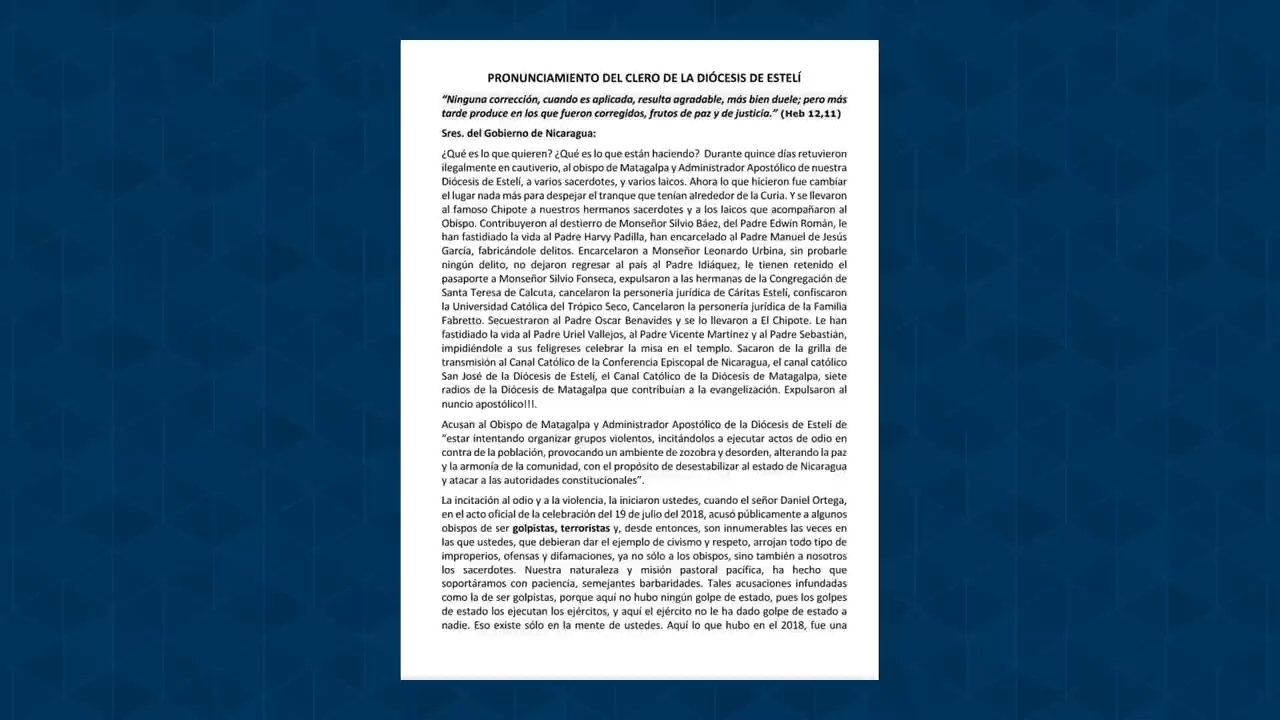 PRONUNCIAMIENTO DEL CLERO DE LA DIÓCESIS DE ESTELÍ
“Ninguna corrección, cuando es aplicada, resulta agradable, más bien duele; pero más
tarde produce en los que fueron corregidos, frutos de paz y de justicia.” (Heb 12,11)
Sres. del Gobierno de Nicaragua:
¿Qué es lo que quieren? ¿Qué es lo que están haciendo? Durante quince días retuvieron
ilegalmente en cautiverio, al obispo de Matagalpa y Administrador Apostólico de nuestra
Diócesis de Estelí, a varios sacerdotes, y varios laicos. Ahora lo que hicieron fue cambiar
el lugar nada más para despejar el tranque que tenían alrededor de la Curia. Y se llevaron
al famoso Chipote a nuestros hermanos sacerdotes y a los laicos que acompañaron al
Obispo. Contribuyeron al destierro de Monseñor Silvio Báez, del Padre Edwin Román, le
han fastidiado la vida al Padre Harvy Padilla, han encarcelado al Padre Manuel de Jesús
García, fabricándole delitos. Encarcelaron a Monseñor Leonardo Urbina, sin probarle
ningún delito, no dejaron regresar al país al Padre Idiáquez, le tienen retenido el
pasaporte a Monseñor Silvio Fonseca, expulsaron a las hermanas de la Congregación de
Santa Teresa de Calcuta, cancelaron la personería jurídica de Cáritas Estelí, confiscaron
la Universidad Católica del Trópico Seco, Cancelaron la personería jurídica de la Familia
Fabretto. Secuestraron al Padre Oscar Benavides y se lo llevaron a El Chipote. Le han
fastidiado la vida al Padre Uriel Vallejos, al Padre Vicente Martínez y al Padre Sebastián,
impidiéndole a sus feligreses celebrar la misa en el templo. Sacaron de la grilla de
transmisión al Canal Católico de la Conferencia Episcopal de Nicaragua, el canal católico
San José de la Diócesis de Estelí, el Canal Católico de la Diócesis de Matagalpa, siete
radios de la Diócesis de Matagalpa que contribuían a la evangelización. Expulsaron al
nuncio apostólico!!!.
Acusan al Obispo de Matagalpa y Administrador Apostólico de la Diócesis de Estelí de
“estar intentando organizar grupos violentos, incitándolos a ejecutar actos de odio en
contra de la población, provocando un ambiente de zozobra y desorden, alterando la paz
y la armonía de la comunidad, con el propósito de desestabilizar al estado de Nicaragua
y atacar a las autoridades constitucionales”.
La incitación al odio y a la violencia, la iniciaron ustedes, cuando el señor Daniel Ortega,
en el acto oficial de la celebración del 19 de julio del 2018, acusó públicamente a algunos
obispos de ser golpistas, terroristas y, desde entonces, son innumerables las veces en
las que ustedes, que debieran dar el ejemplo de civismo y respeto, arrojan todo tipo de
improperios, ofensas y difamaciones, ya no sólo a los obispos, sino también a nosotros
los sacerdotes. Nuestra naturaleza y misión pastoral pacífica, ha hecho que
soportáramos con paciencia, semejantes barbaridades. Tales acusaciones infundadas
como la de ser golpistas, porque aquí no hubo ningún golpe de estado, pues los golpes
de estado los ejecutan los ejércitos, y aquí el ejército no le ha dado golpe de estado a
nadie. Eso existe sólo en la mente de ustedes. Aquí lo que hubo en el 2018, fue una